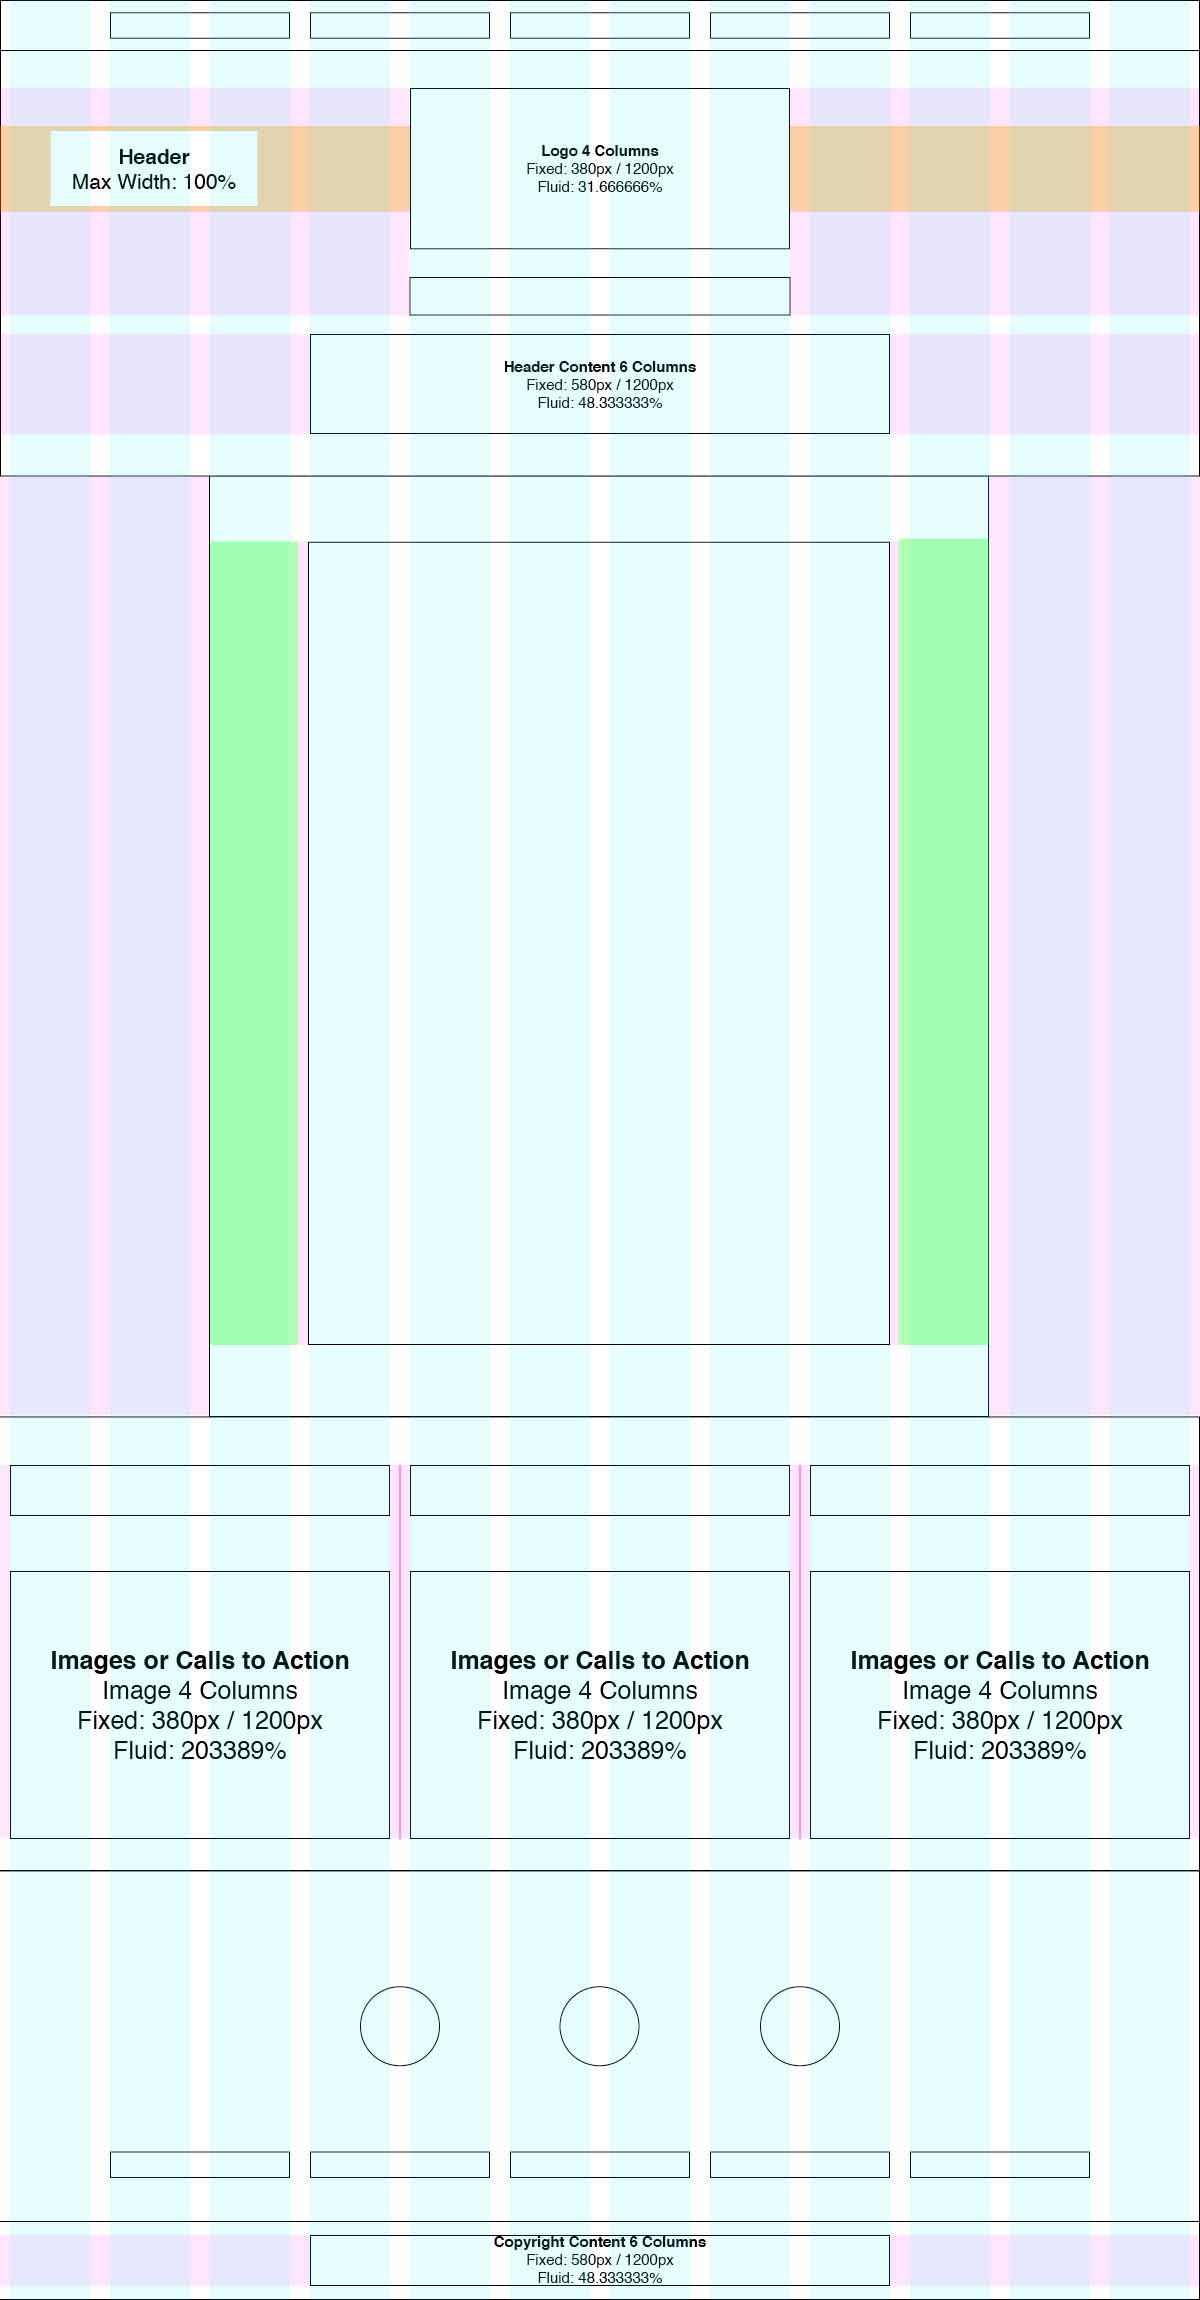 Header
Max Width: 100%
Logo 4 Columns
Fixed: 380px / 1200px
Fluid: 31.666666%
Header Content 6 Columns
Fixed: 580px / 1200px
Fluid: 48.333333%
Images or Calls to Action
Image 4 Columns
Fixed: 380px / 1200px
Fluid: 203389%
Images or Calls to Action
Image 4 Columns
Fixed: 380px / 1200px
Fluid: 203389%
Images or Calls to Action
Image 4 Columns
Fixed: 380px / 1200px
Fluid: 203389%
Copyright Content 6 Columns
Fixed: 580px / 1200px
Fluid: 48.333333%